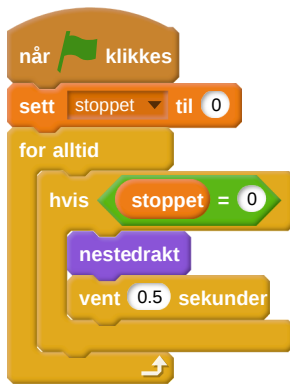 når klikkes
sett stoppet til 0
for alltid
hvis stoppet = 0
nestedrakt
vent 0.5 sekunder